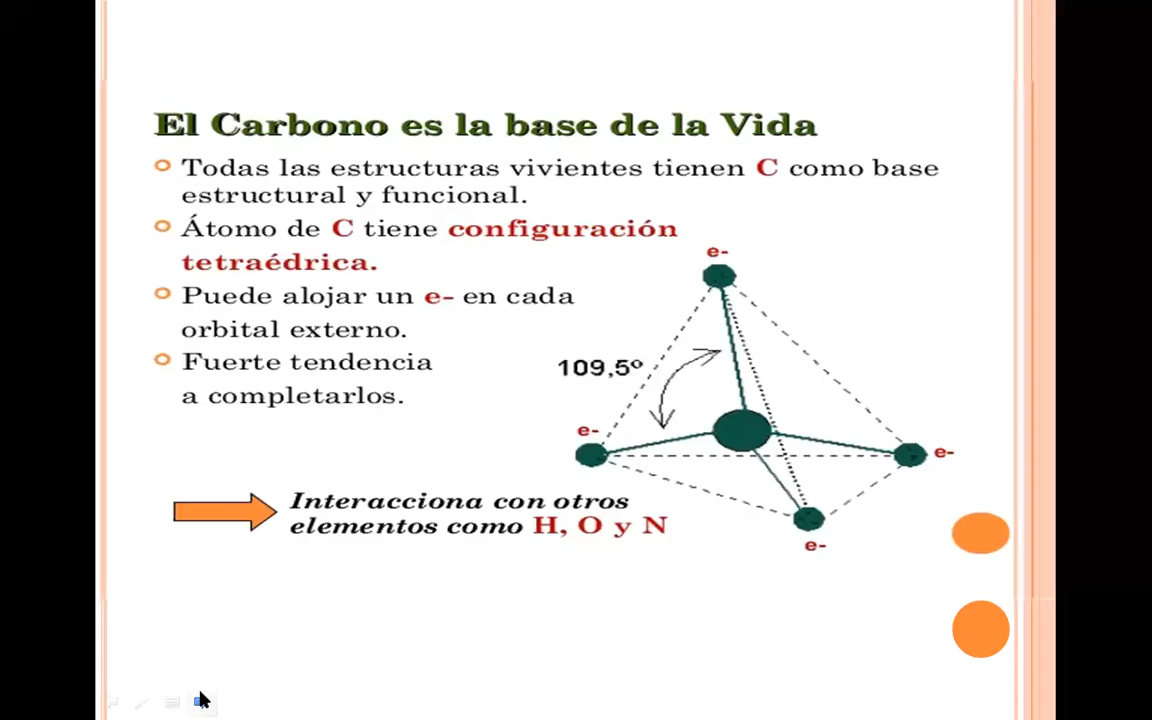 El Carbono es la base de la Vida
Todas las estructuras vivientes tienen C como base
estructural y funcional.
Átomo de C tiene configuración
tetraédrica.
Puede alojar un e- en cada
orbital externo.
Fuerte tendencia
a completarlos.
e-
109,5º
e-
e-
e-
Interacciona con otros
elementos como H, O y N